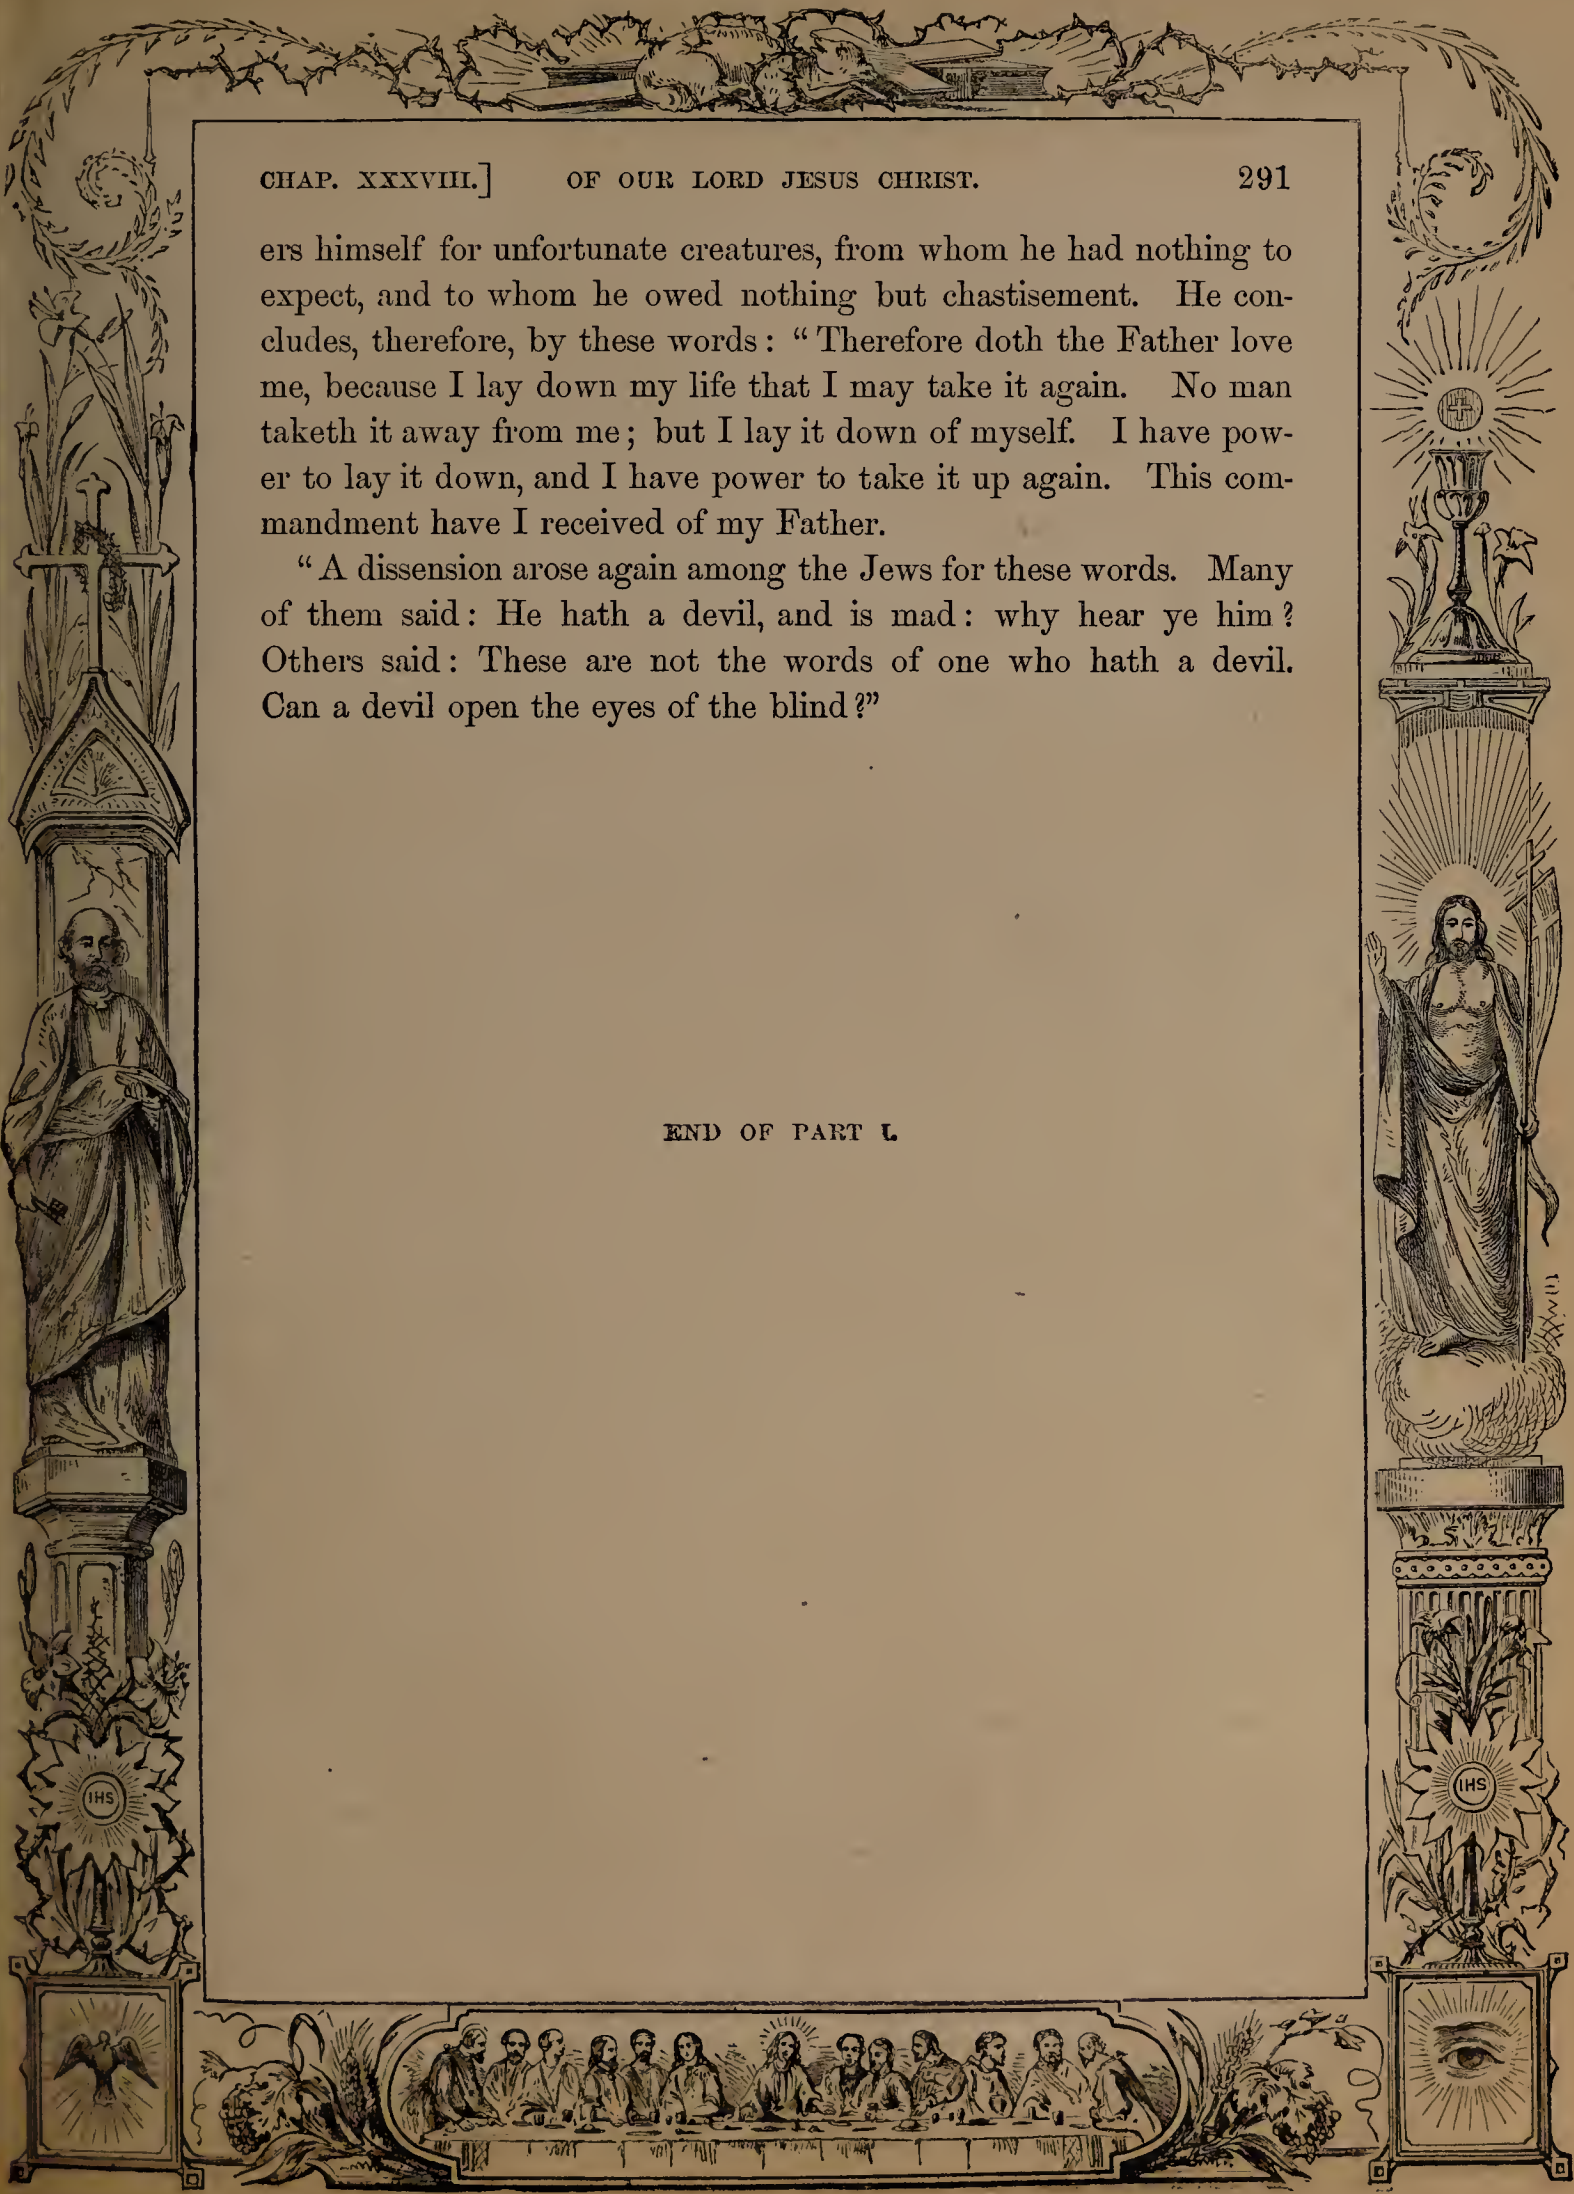 CHAP. XXXVIII.] OF OUR LORD JESUS CHRIST. 291
ers himself for unfortunate creatures, from whom he had nothing to
expect, and to whom he owed nothing but chastisement. He con-
cludes, therefore, by these words: “Therefore doth the Father love
me, because I lay down my life that I may take it again. No man
taketh it away from me; but I lay it down of myself. I have pow-
er to lay it down, and I have power to take it up again. This com-
mandment have I received of my Father.
“A dissension arose again among the Jews for these words. Many
of them said: He hath a devil, and is mad: why hear ye him?
Others said: These are not the words of one who hath a devil.
Can a devil open the eyes of the blind?”
END OF PART I.
IHS
IHS